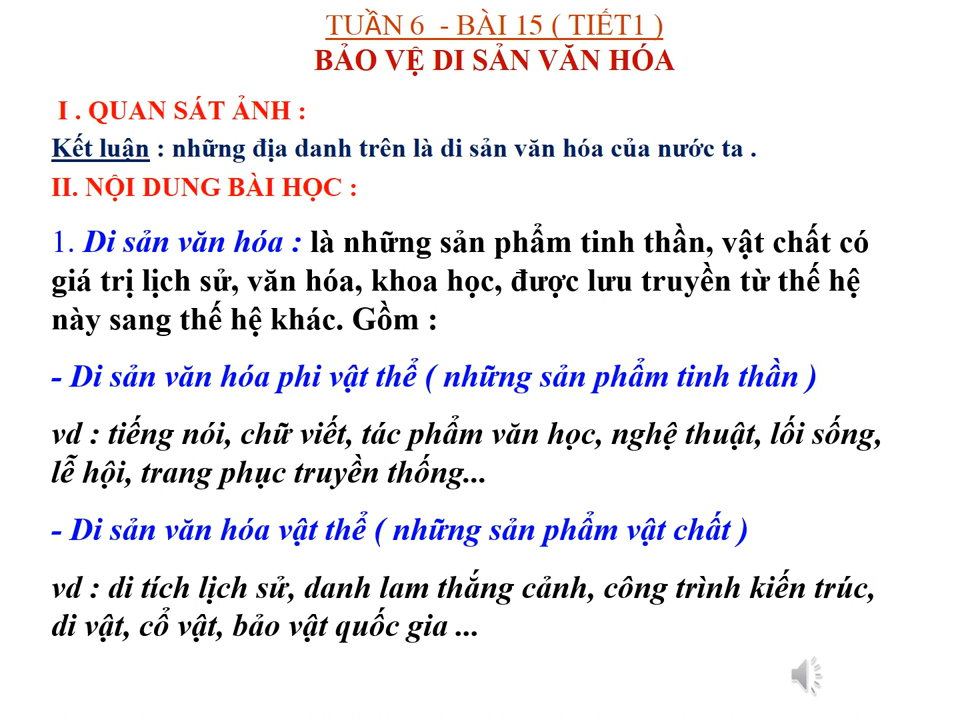 TUẦN 6 - BÀI 15 ( TIẾT1 )
BẢO VỆ DI SẢN VĂN HÓA
I . QUAN SÁT ẢNH :
Kết luận : những địa danh trên là di sản văn hóa của nước ta .
II. NỘI DUNG BÀI HỌC :
1. Di sản văn hóa : là những sản phẩm tinh thần, vật chất có
giá trị lịch sử, văn hóa, khoa học, được lưu truyền từ thế hệ
này sang thế hệ khác. Gồm :
- Di sản văn hóa phi vật thể ( những sản phẩm tinh thần )
vd : tiếng nói, chữ viết, tác phẩm văn học, nghệ thuật, lối sống,
lễ hội, trang phục truyền thống...
- Di sản văn hóa vật thể ( những sản phẩm vật chất )
vd : di tích lịch sử, danh lam thắng cảnh, công trình kiến trúc,
di vật, cổ vật, bảo vật quốc gia ...